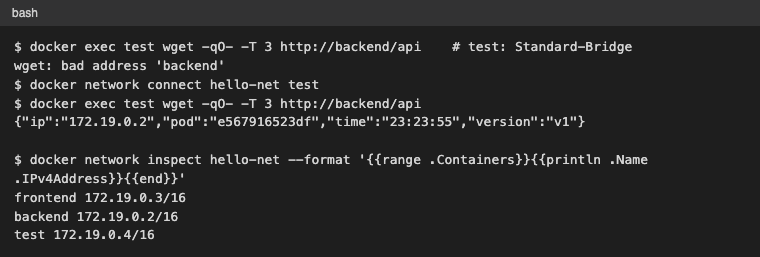 bash
$ docker exec test wget -qO- -T 3 http://backend/api    # test: Standard-Bridge
wget: bad address 'backend'
$ docker network connect hello-net test
$ docker exec test wget -qO- -T 3 http://backend/api
{"ip":"172.19.0.2","pod":"e567916523df","time":"23:23:55","version":"v1"}
$ docker network inspect hello-net --format '{{range .Containers}}{{println .Name
.IPv4Address}}{{end}}'
frontend 172.19.0.3/16
backend 172.19.0.2/16
test 172.19.0.4/16